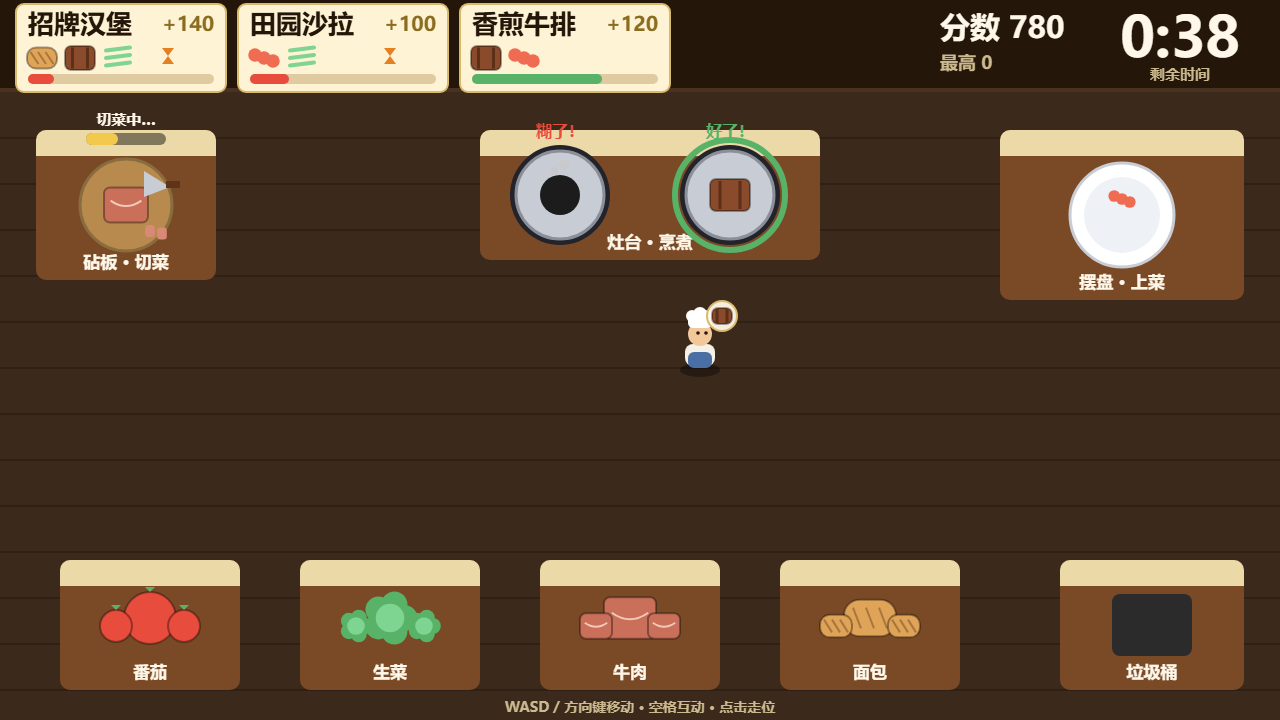 招牌汉堡 +140
田园沙拉 +100
香煎牛排 +120
分数 780
最高 0
0:38
剩余时间
切菜中...
糊了!
好了!
砧板·切菜
灶台·烹煮
摆盘·上菜
番茄
生菜
牛肉
面包
垃圾桶
WASD / 方向键移动·空格互动·点击走位